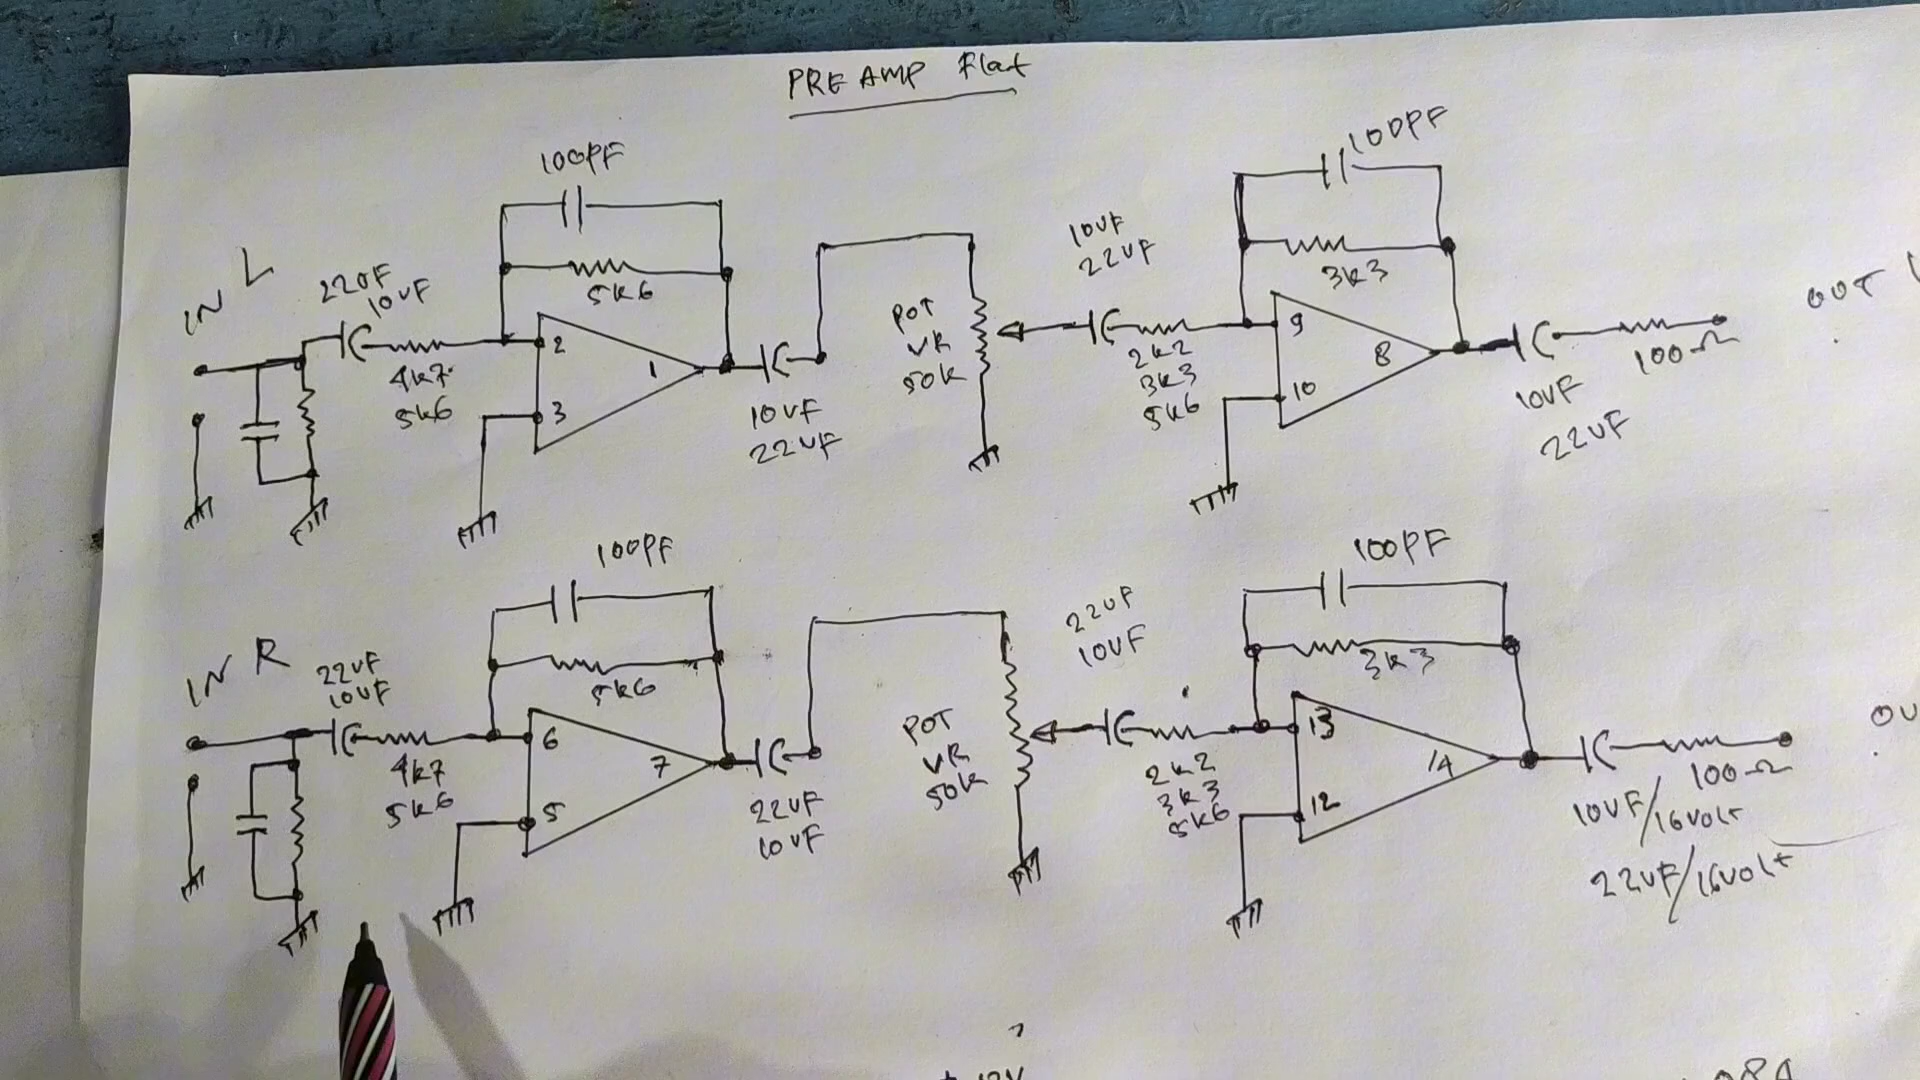 PRE AMP Flat
100PF
100PF
IN L
22UF
10UF
10UF
22UF
5K6
3K3
4K7
5K6
2
3
1
10UF
22UF
POT
VR
50K
2K2
3K3
5K6
9
10
8
100Ω
10UF
22UF
OUT
100PF
100PF
IN R
22UF
10UF
22UF
10UF
5K6
3K3
4K7
5K6
6
5
7
22UF
10UF
POT
VR
50K
2K2
3K3
5K6
13
12
14
100Ω
10UF/16Volt
22UF/16Volt
OU